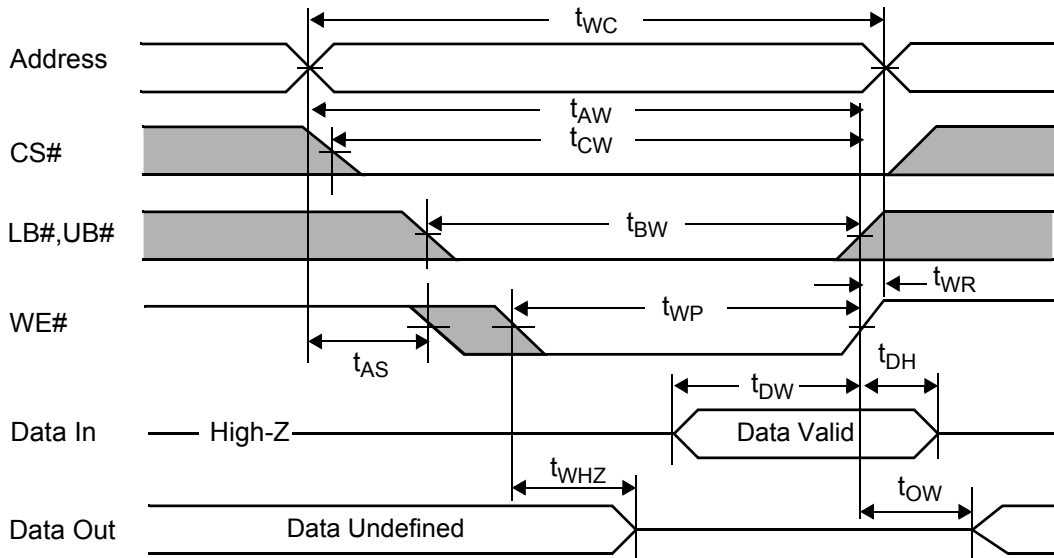 tWC
Address
tAW
CS#
tCW
LB#,UB#
tBW
tWR
WE#
tWP
tAS
tDH
tDW
Data In
High-Z
Data Valid
tWHZ
tOW
Data Out
Data Undefined